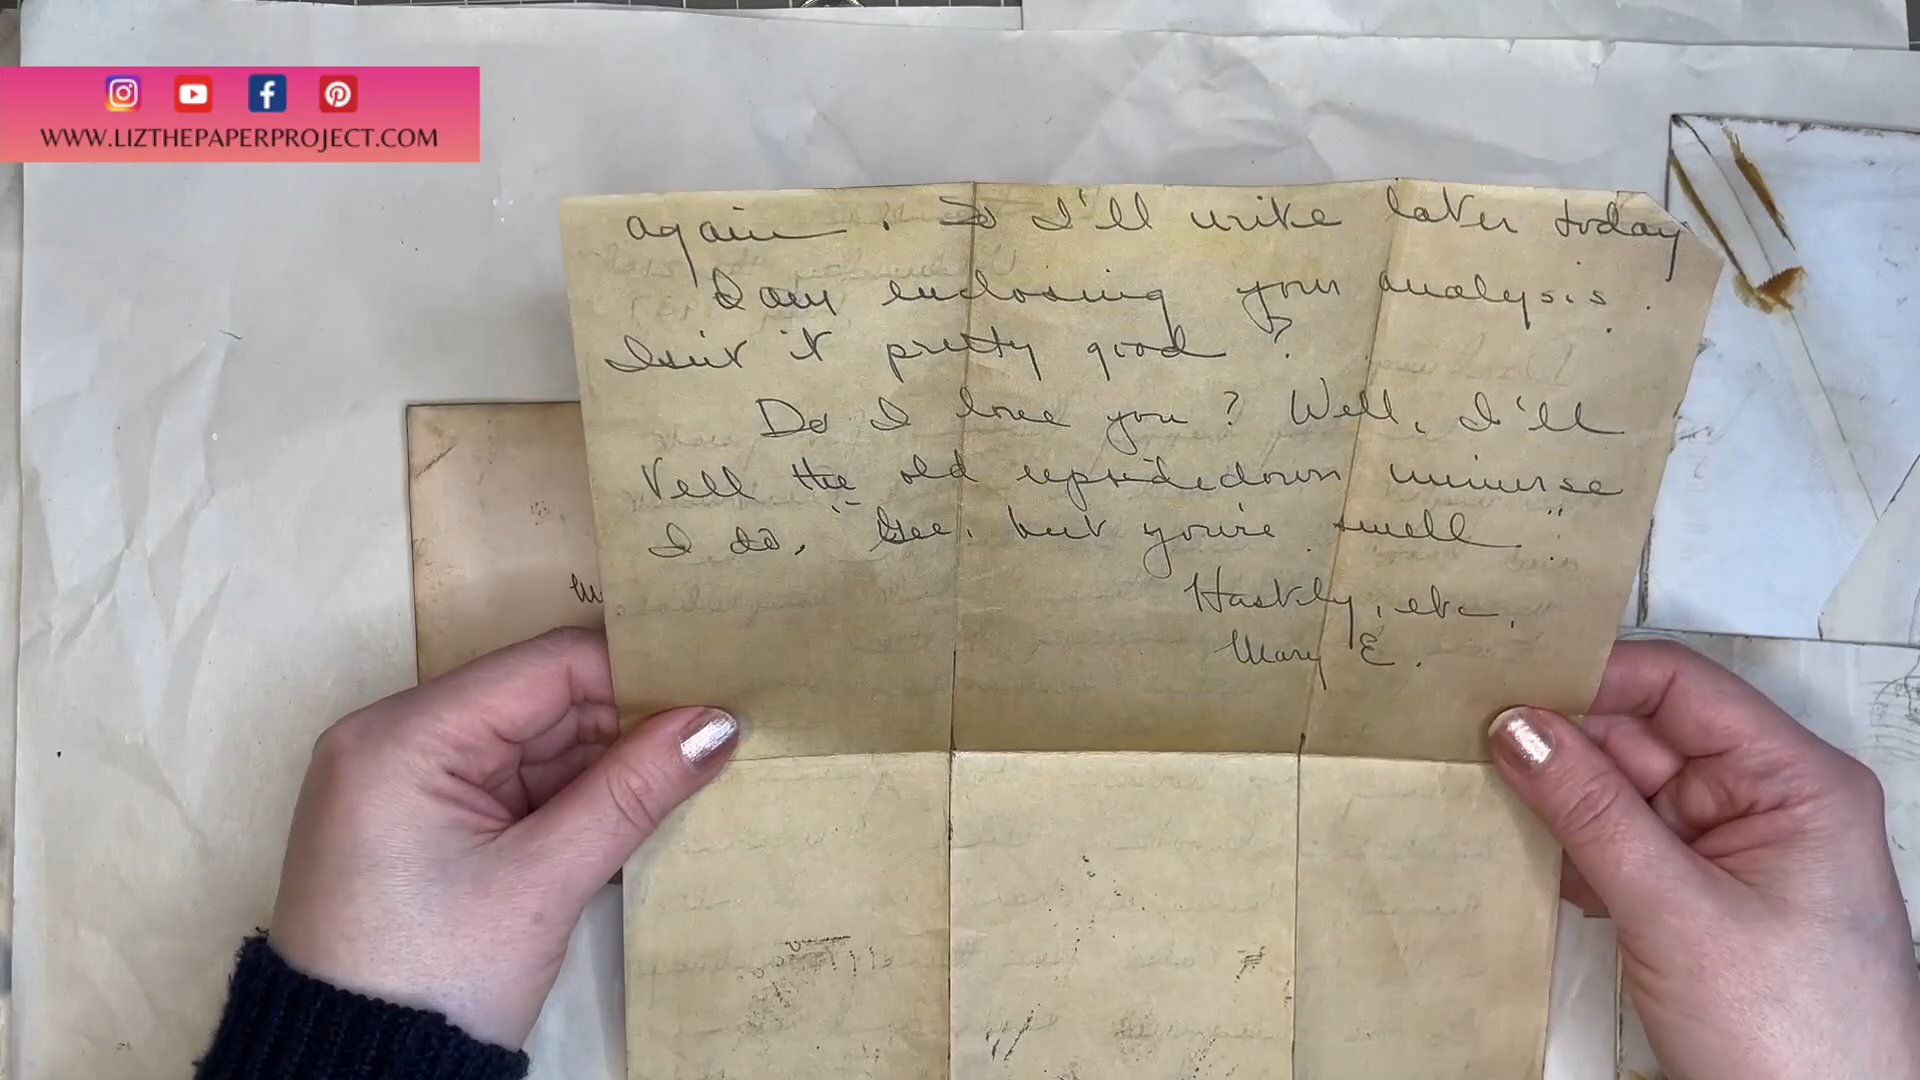 WWW.LIZTHEPAPERPROJECT.COM
again. So I'll write later today
I am enclosing your analysis.
Isn't it pretty good?
Do I love you? Well, I'll
tell the old upsidedown universe
I do. "Gee, but you're swell."
Hastily, etc,
Mary E.